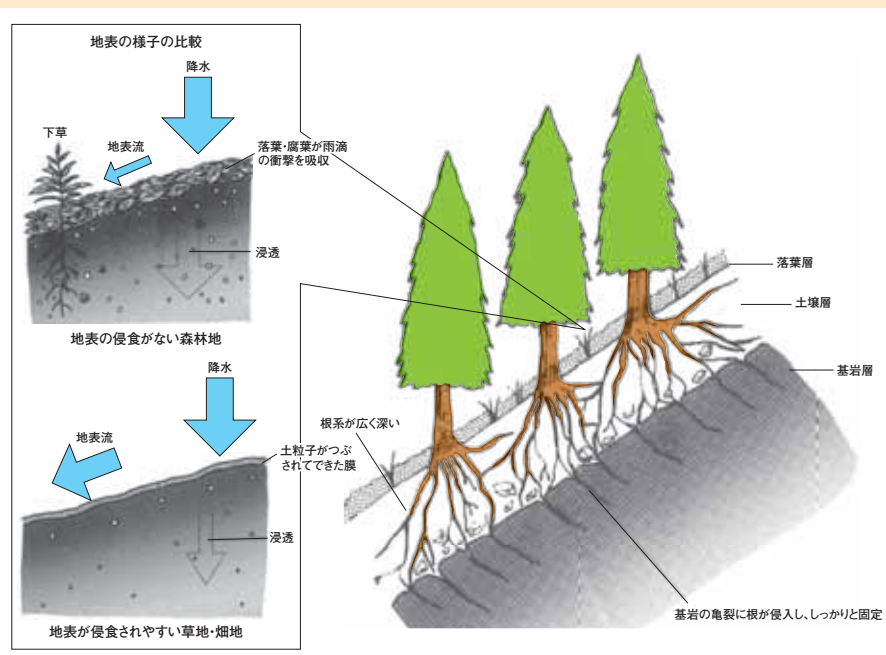 地表の様子の比較
降水
下草
地表流
落葉・腐葉が雨滴
の衝撃を吸収
浸透
地表の侵食がない森林地
降水
地表流
土粒子がつぶ
されてできた膜
浸透
地表が侵食されやすい草地・畑地
落葉層
土壌層
基岩層
根系が広く深い
基岩の亀裂に根が侵入し、しっかりと固定